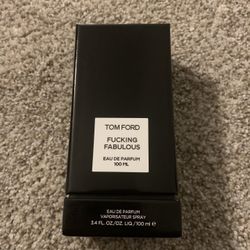 TOM FORD
FUCKING
FABULOUS
EAU DE PARFUM
100 ML
EAU DE PARFUM
VAPORISATEUR SPRAY
3.4 FL. OZ./OZ. LIQ./100 ml ℮